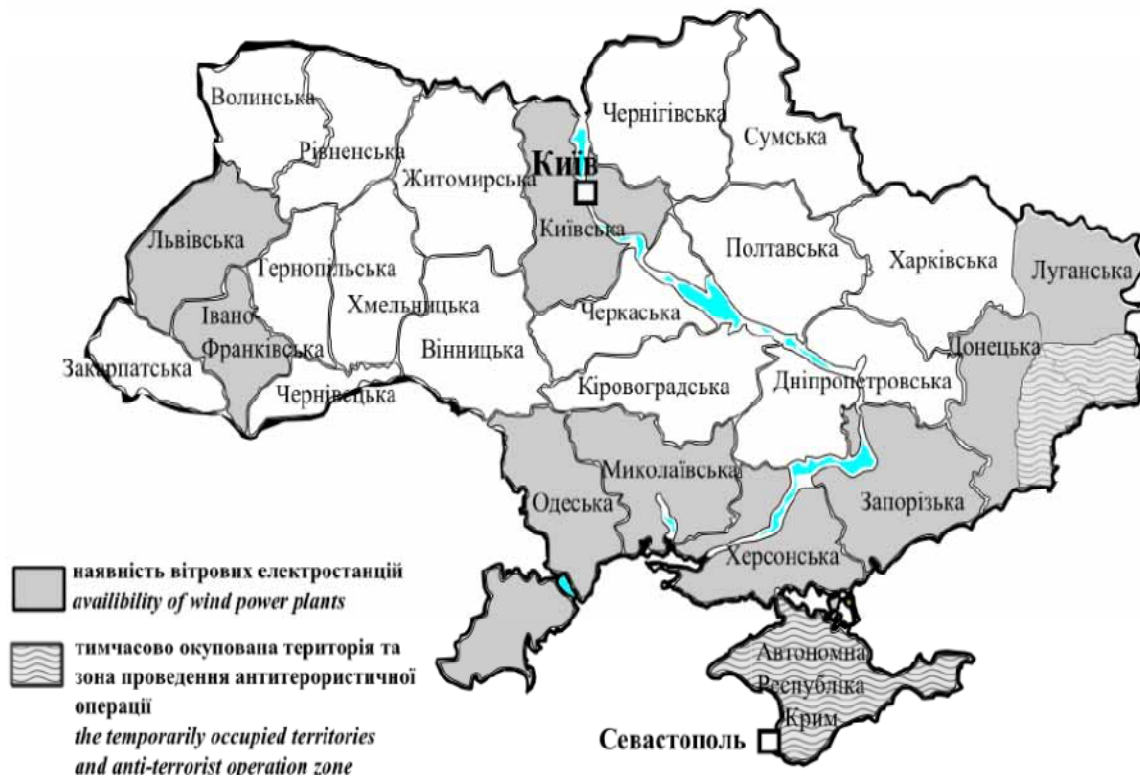 Волинська
Рівненська
Житомирська
Чернігівська
Сумська
Київ
Київська
Львівська
Тернопільська
Хмельницька
Івано-
Франківська
Закарпатська
Чернівецька
Вінницька
Черкаська
Полтавська
Харківська
Луганська
Кіровоградська
Дніпропетровська
Донецька
Одеська
Миколаївська
Запорізька
Херсонська
Автономна
Республіка
Крим
Севастополь
наявність вітрових електростанцій
availibility of wind power plants
тимчасово окупована територія та
зона проведення антитерористичної
операції
the temporarily occupied territories
and anti-terrorist operation zone